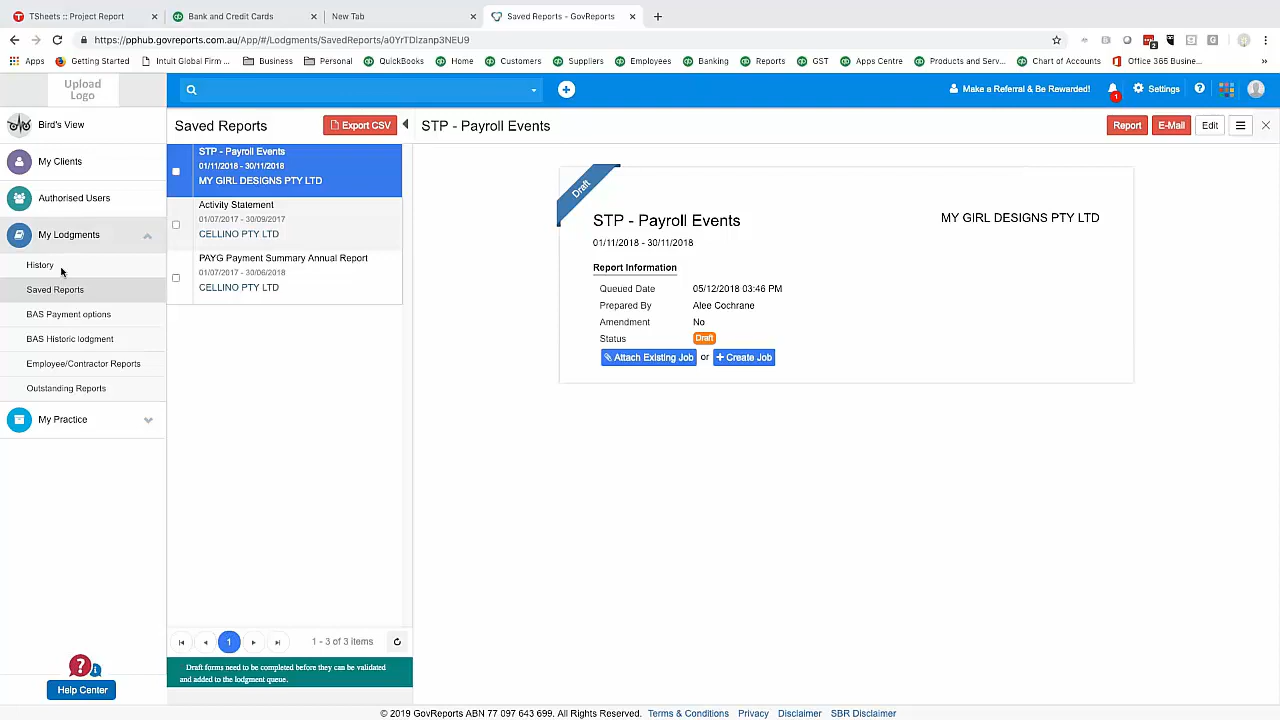 TSheets :: Project Report
Bank and Credit Cards
New Tab
Saved Reports - GovReports
https://pphub.govreports.com.au/App/#/Lodgments/SavedReports/a0YrTDlzanp3NEU9
Apps
Getting Started
Intuit Global Firm ...
Business
Personal
QuickBooks
Home
Customers
Suppliers
Employees
Banking
Reports
GST
Apps Centre
Products and Serv...
Chart of Accounts
Office 365 Busine...
»
Upload
Logo
Make a Referral & Be Rewarded!
1
Settings
Bird's View
Saved Reports
Export CSV
STP - Payroll Events
Report
E-Mail
Edit
My Clients
Authorised Users
My Lodgments
History
Saved Reports
BAS Payment options
BAS Historic lodgment
Employee/Contractor Reports
Outstanding Reports
My Practice
STP - Payroll Events
01/11/2018 - 30/11/2018
MY GIRL DESIGNS PTY LTD
Activity Statement
01/07/2017 - 30/09/2017
CELLINO PTY LTD
PAYG Payment Summary Annual Report
01/07/2017 - 30/06/2018
CELLINO PTY LTD
Draft
STP - Payroll Events
MY GIRL DESIGNS PTY LTD
01/11/2018 - 30/11/2018
Report Information
Queued Date 05/12/2018 03:46 PM
Prepared By Alee Cochrane
Amendment No
Status Draft
Attach Existing Job or + Create Job
1
1 - 3 of 3 items
Draft forms need to be completed before they can be validated
and added to the lodgment queue.
Help Center
© 2019 GovReports ABN 77 097 643 699. All Rights Reserved. Terms & Conditions Privacy Disclaimer SBR Disclaimer